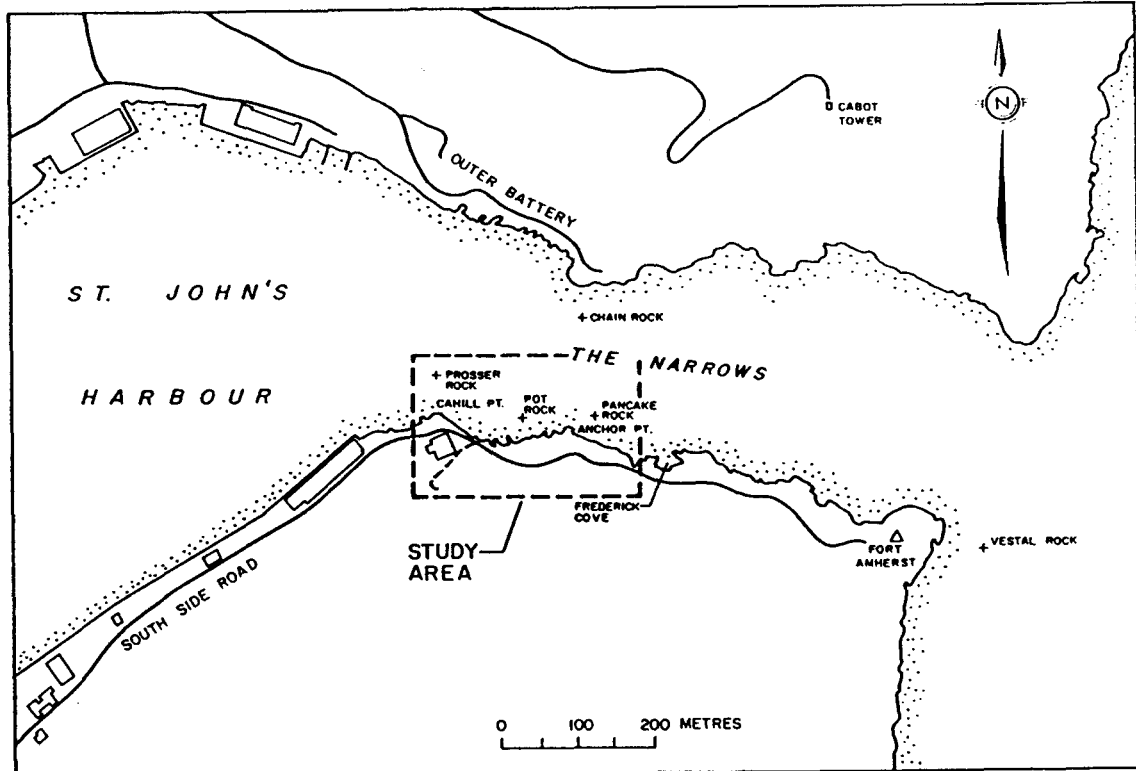 CABOT
TOWER
N
OUTER BATTERY
ST. JOHN'S
HARBOUR
CHAIN ROCK
THE NARROWS
PROSSER
ROCK
CAHILL PT.
POT
ROCK
PANCAKE
ROCK
ANCHOR PT.
FREDERICK
COVE
STUDY
AREA
FORT
AMHERST
VESTAL ROCK
SOUTH SIDE ROAD
0 100 200 METRES